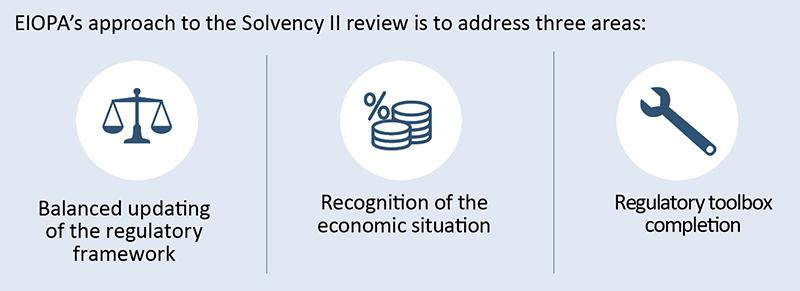 EIOPA's approach to the Solvency II review is to address three areas:
%
Balanced updating
of the regulatory
framework
Recognition of the
economic situation
Regulatory toolbox
completion